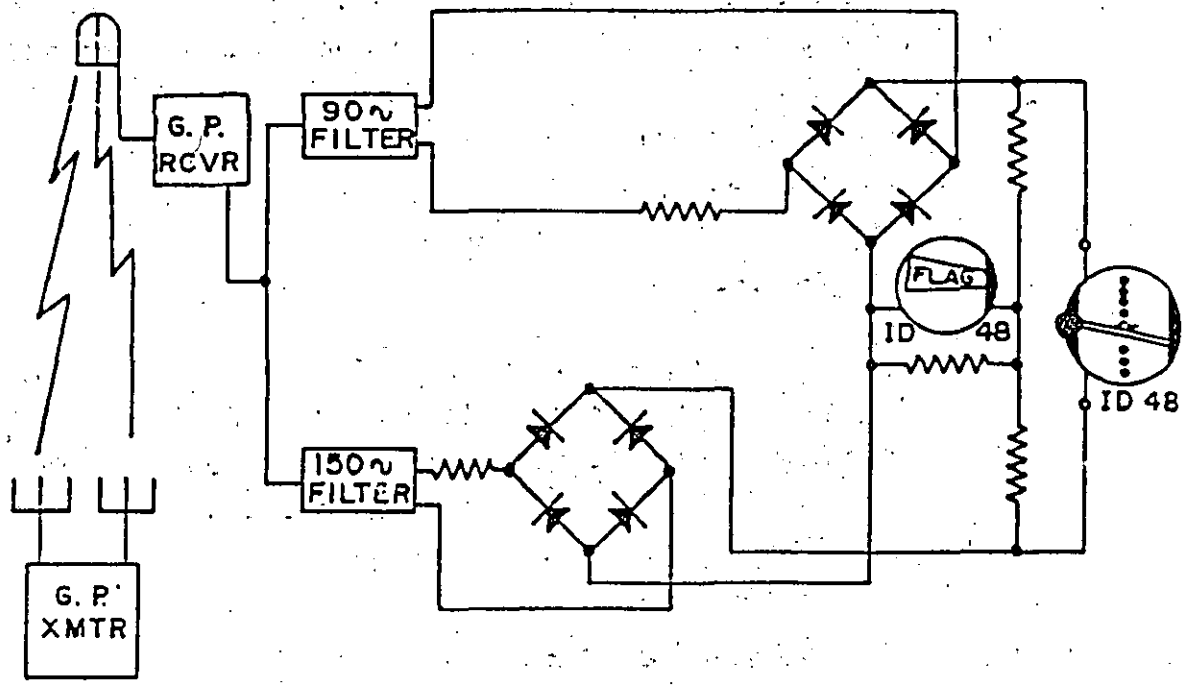 G. P.
RCVR
90~
FILTER
FLAG
ID 48
ID 48
150~
FILTER
G. P.
XMTR